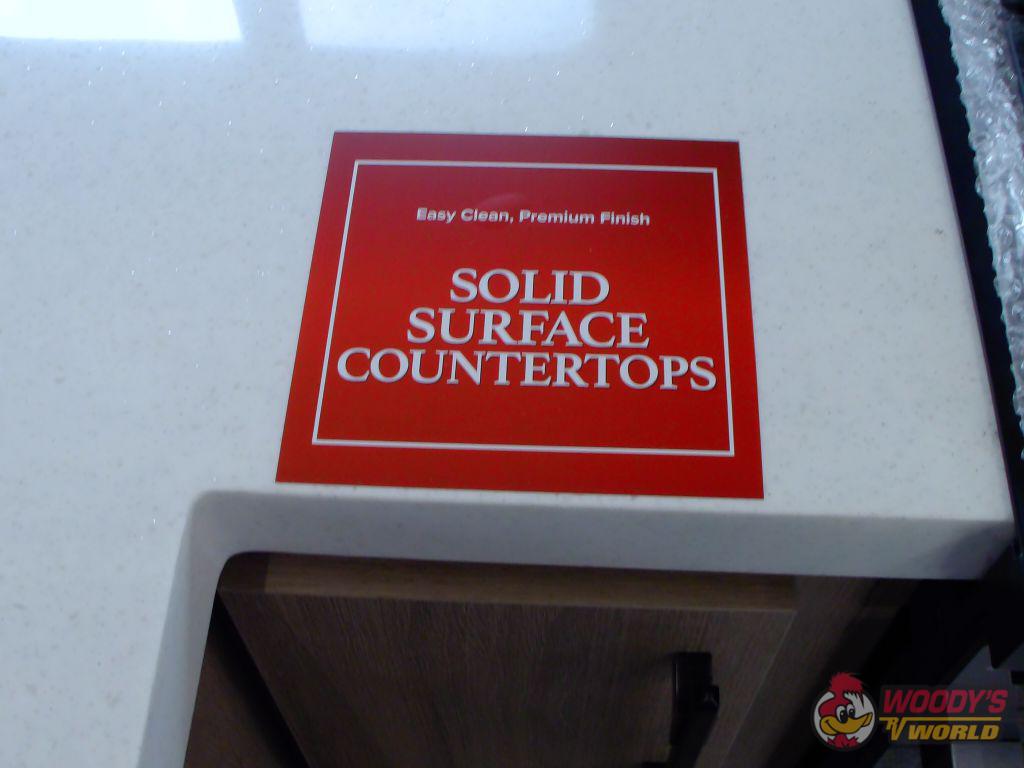 Easy Clean, Premium Finish
SOLID
SURFACE
COUNTERTOPS
WOODY'S
RV WORLD